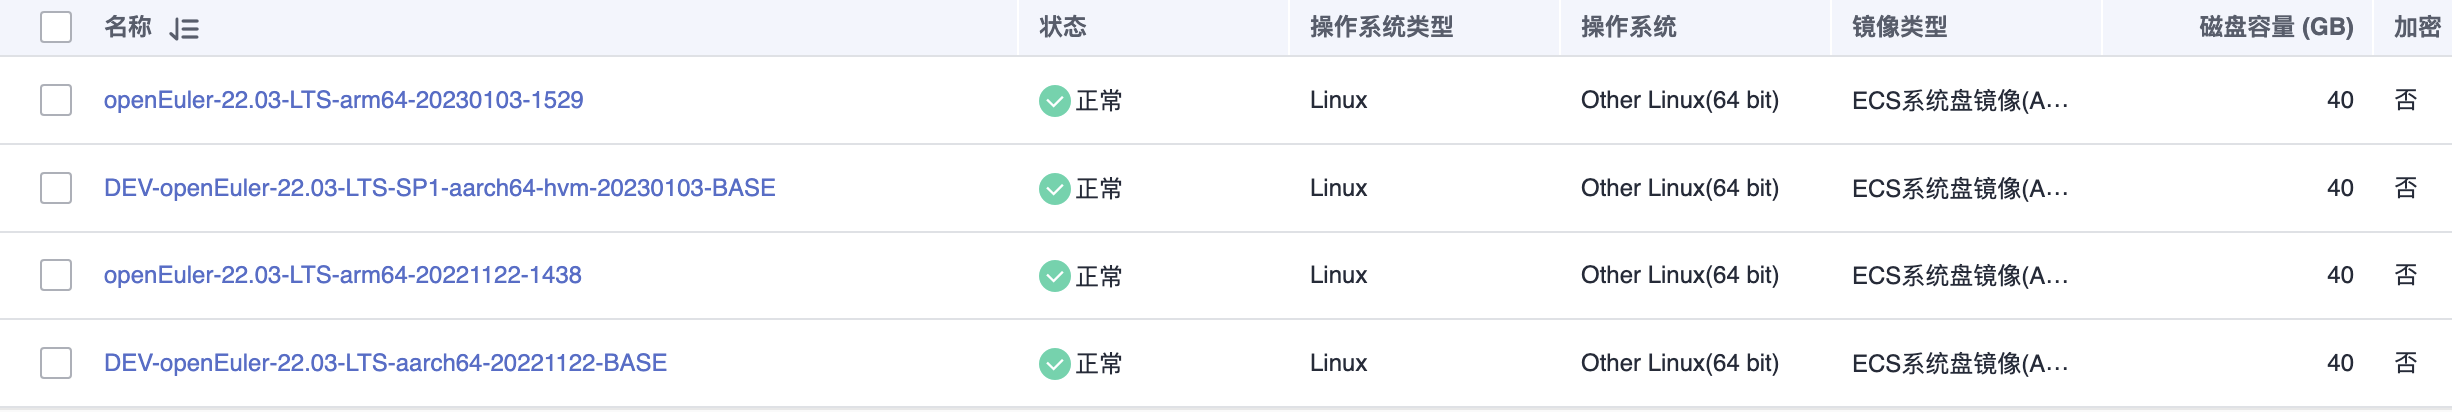 名称 状态 操作系统类型 操作系统 镜像类型 磁盘容量 (GB) 加密
openEuler-22.03-LTS-arm64-20230103-1529 正常 Linux Other Linux(64 bit) ECS系统盘镜像(A... 40 否
DEV-openEuler-22.03-LTS-SP1-aarch64-hvm-20230103-BASE 正常 Linux Other Linux(64 bit) ECS系统盘镜像(A... 40 否
openEuler-22.03-LTS-arm64-20221122-1438 正常 Linux Other Linux(64 bit) ECS系统盘镜像(A... 40 否
DEV-openEuler-22.03-LTS-aarch64-20221122-BASE 正常 Linux Other Linux(64 bit) ECS系统盘镜像(A... 40 否